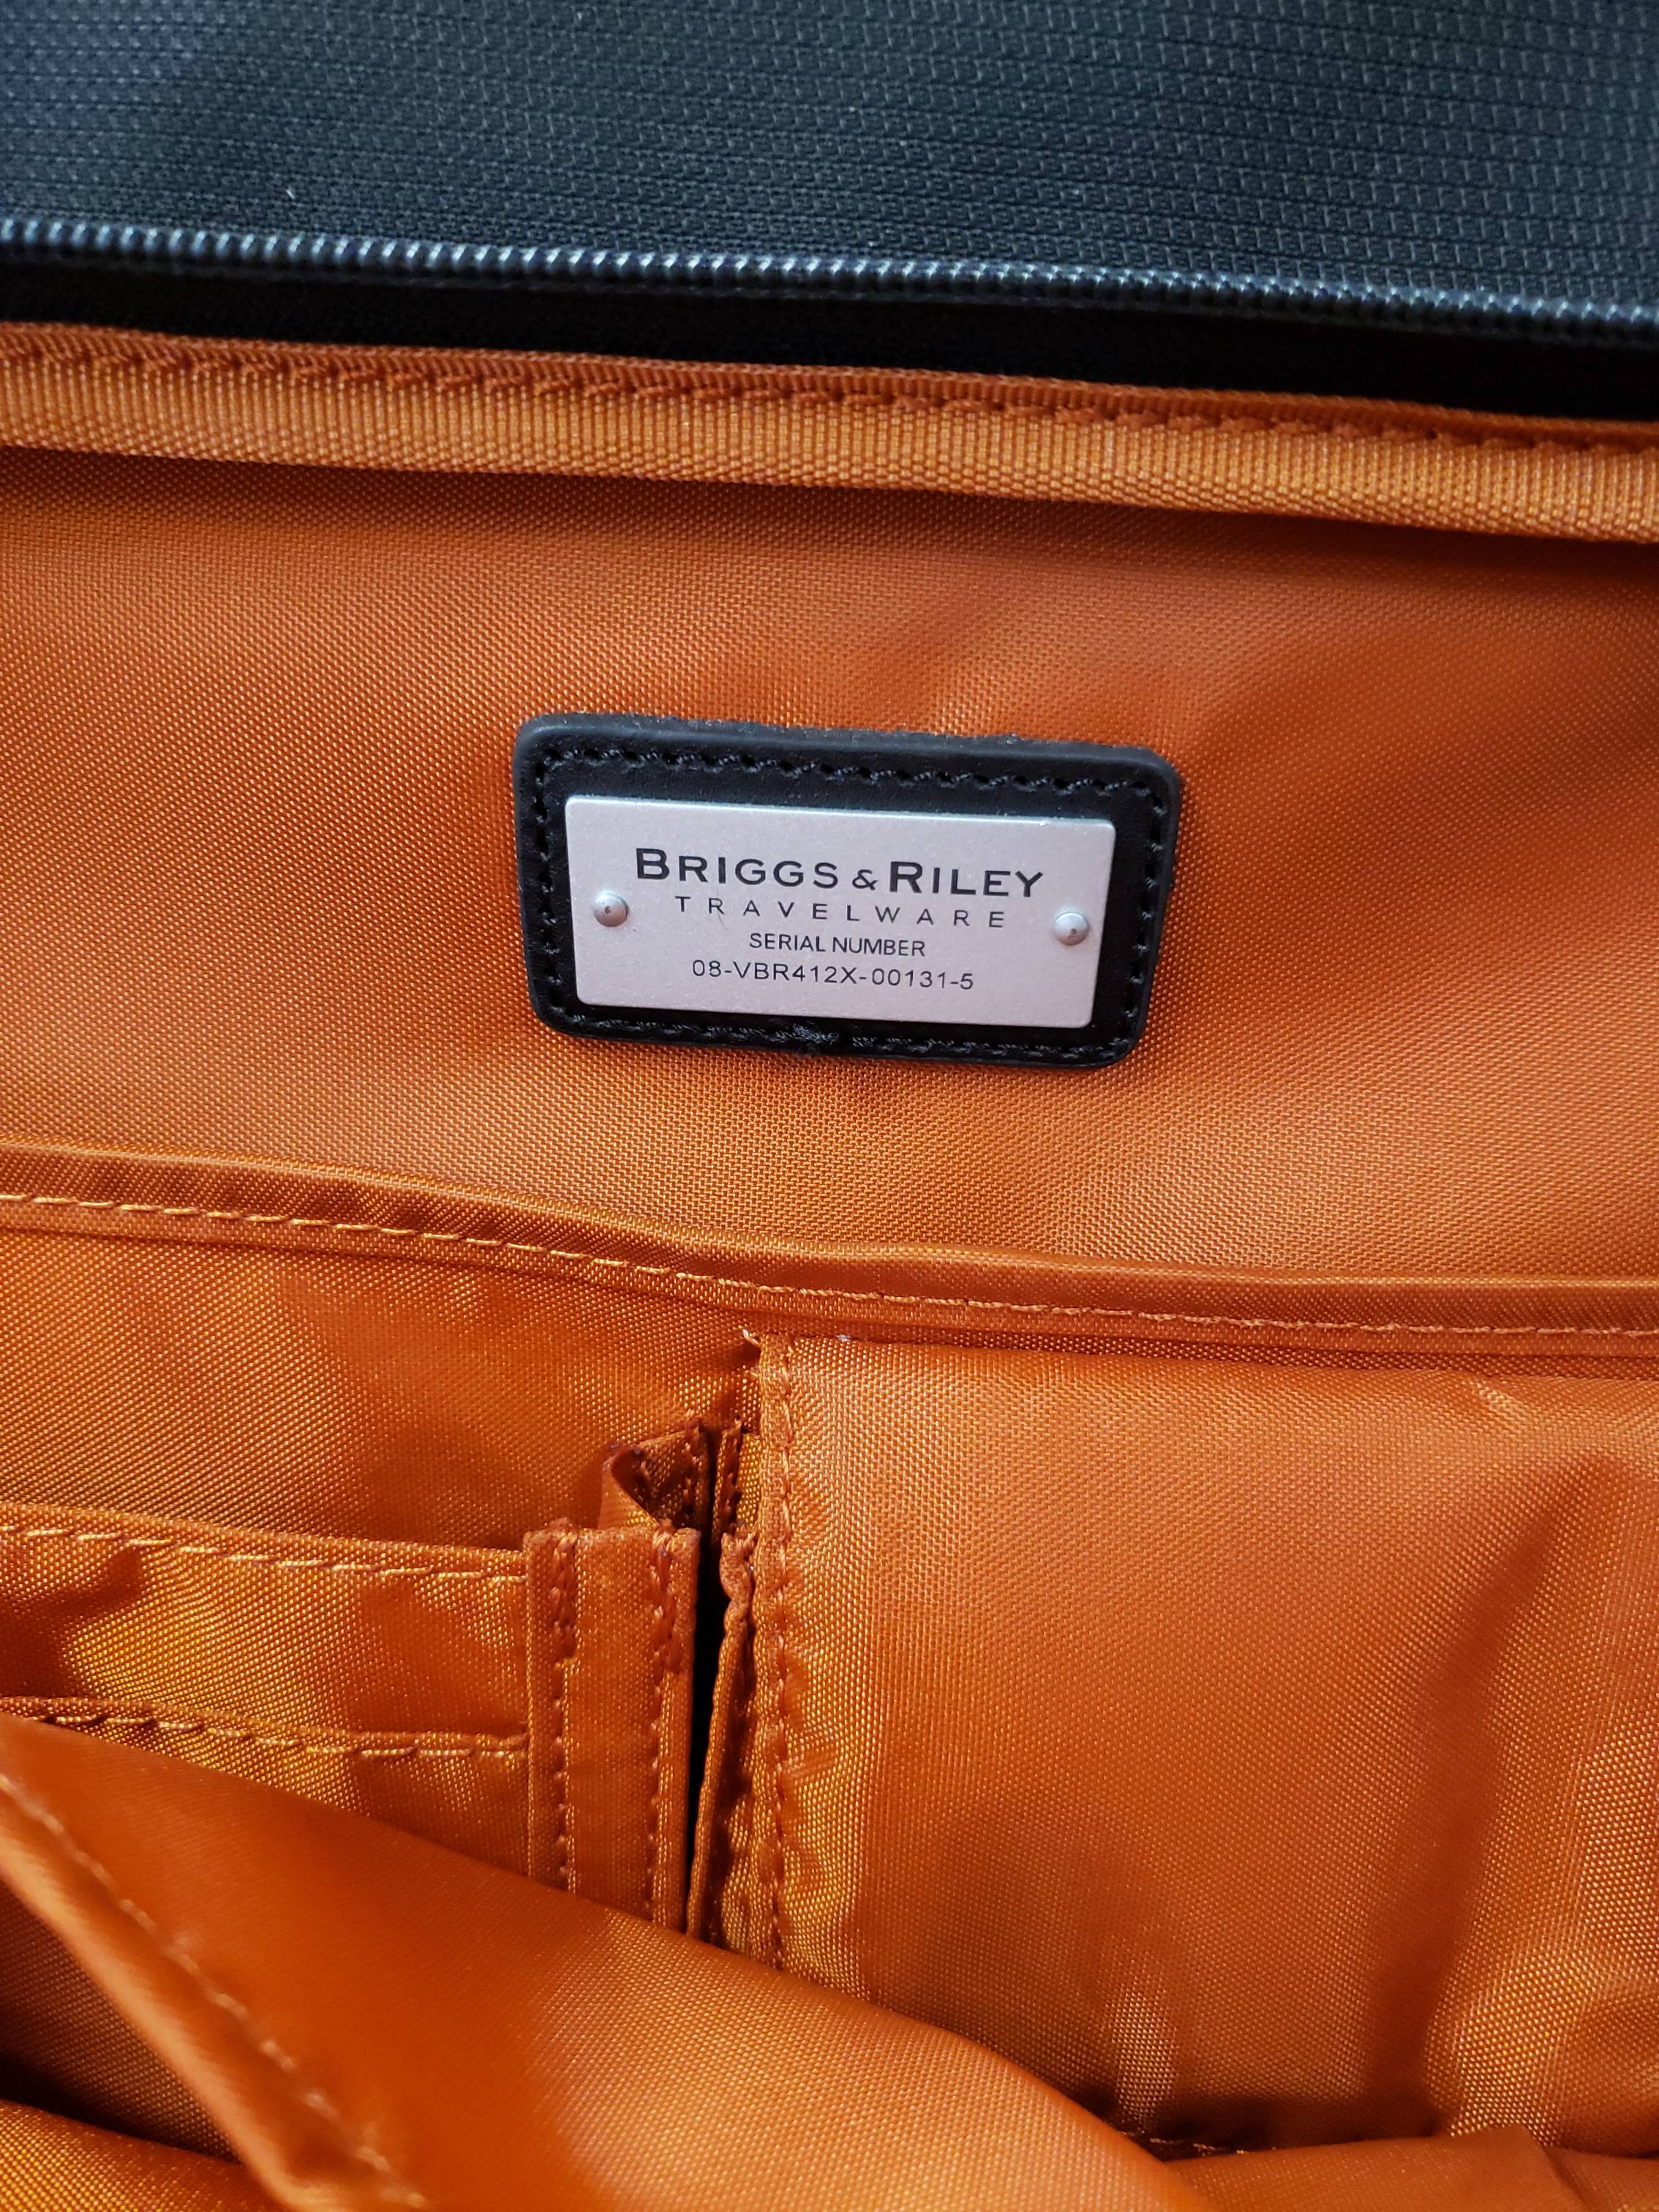 BRIGGS & RILEY
TRAVELWARE
SERIAL NUMBER
08-VBR412X-00131-5